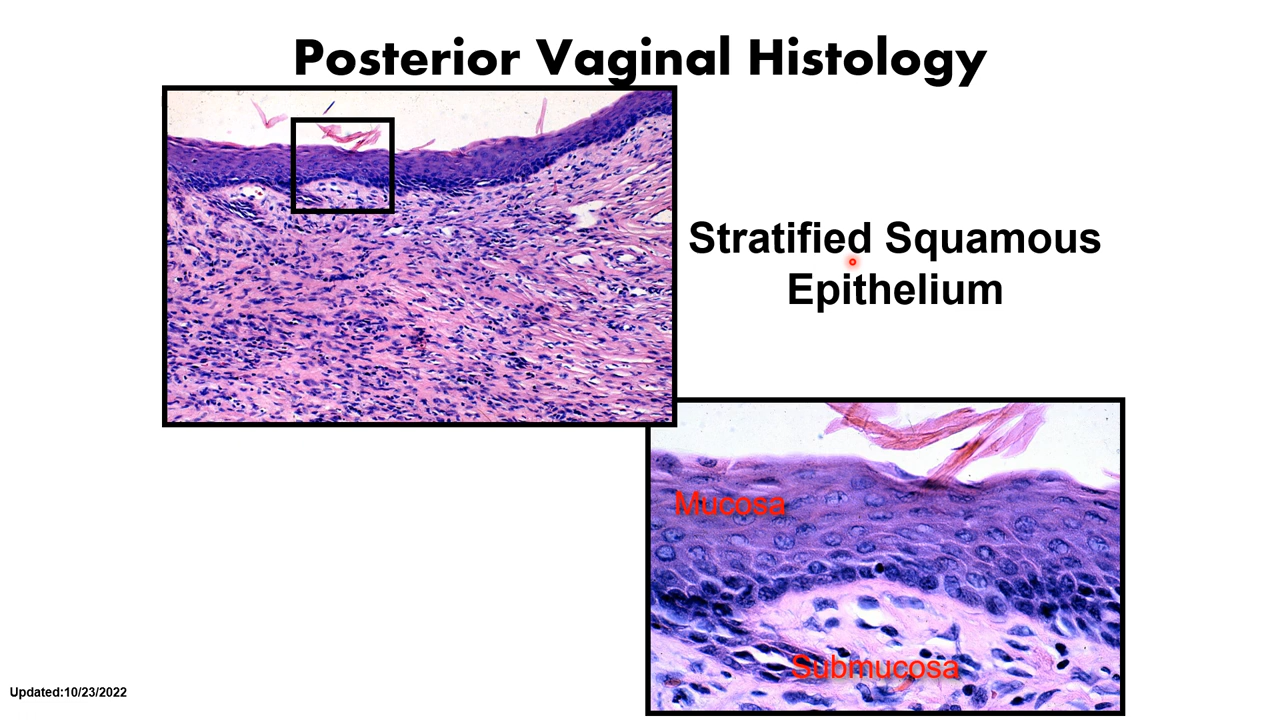 Posterior Vaginal Histology
Stratified Squamous
Epithelium
Mucosa
Submucosa
Updated:10/23/2022